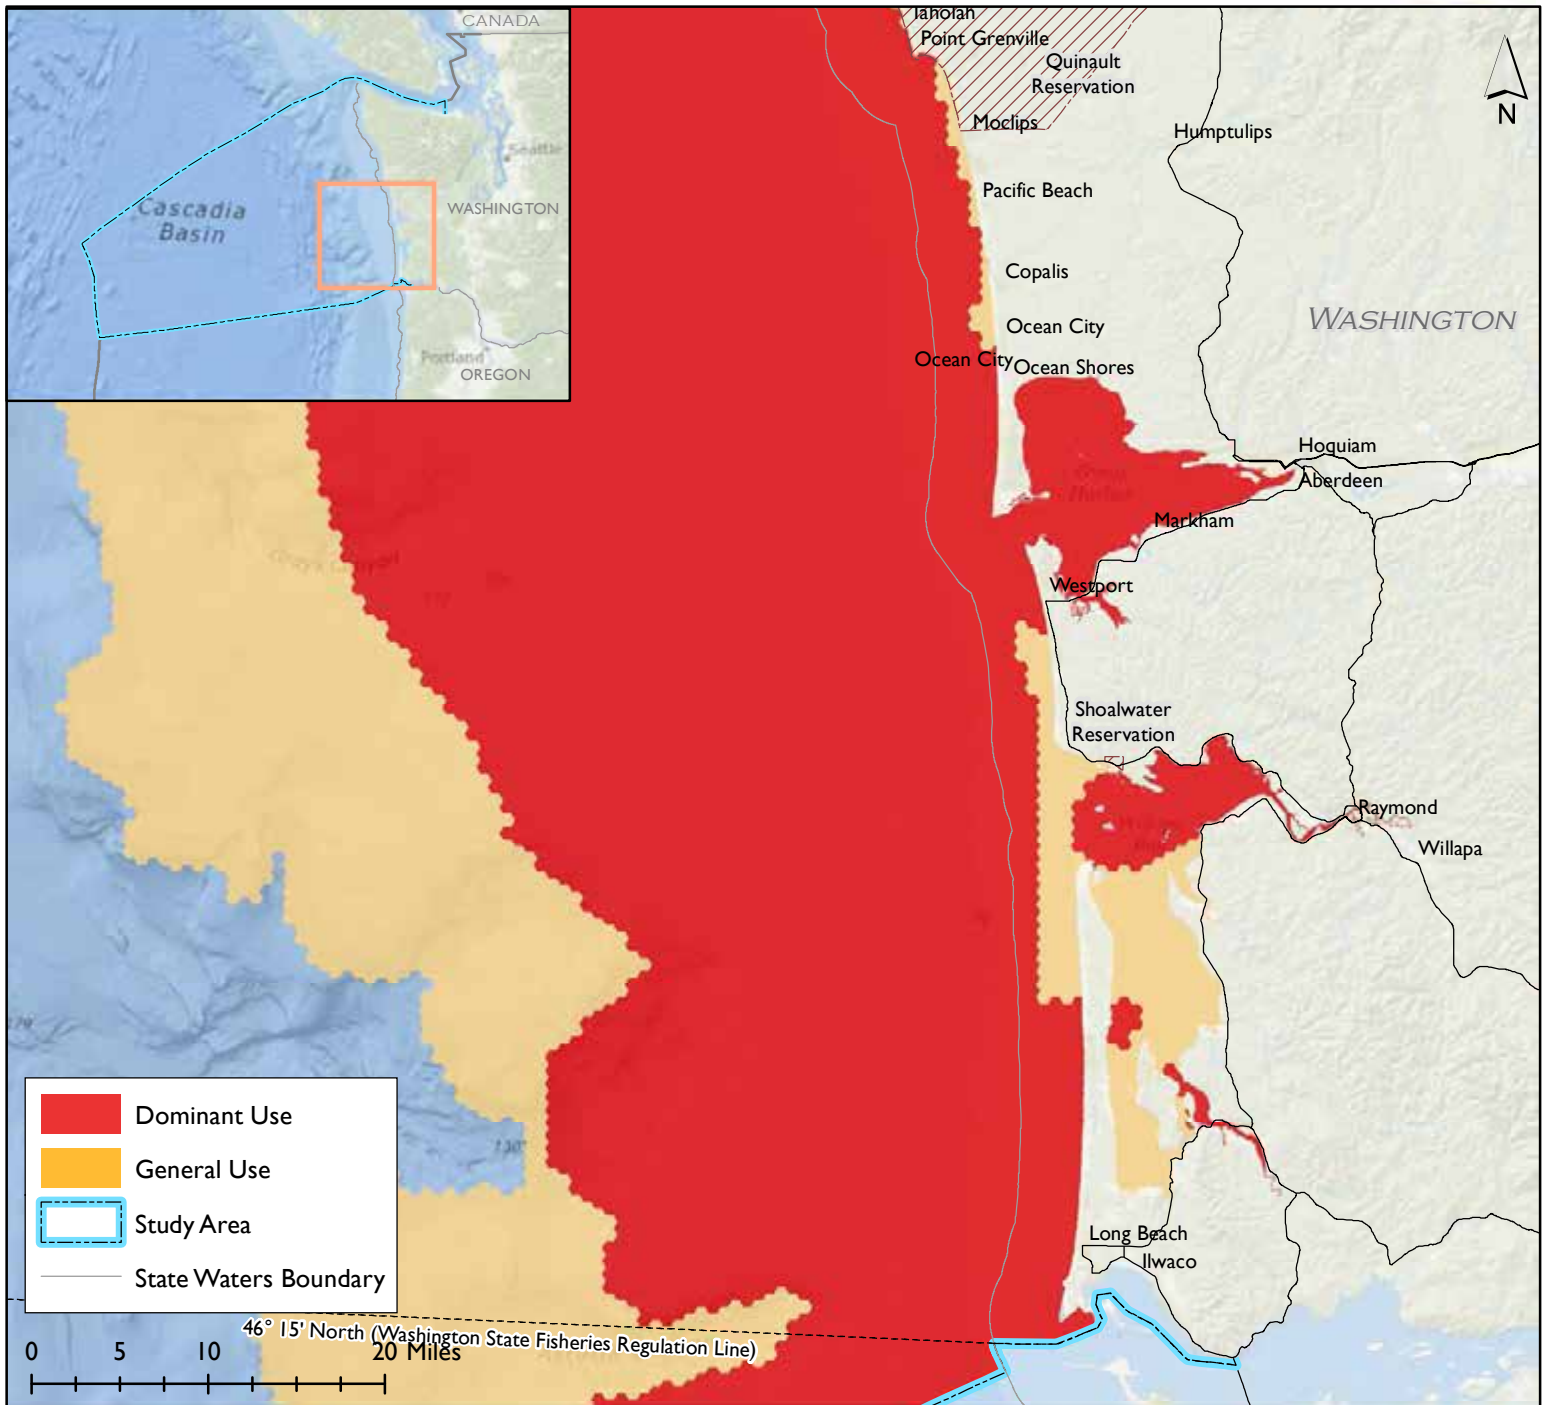 CANADA
Seattle
WASHINGTON
Cascadia
Basin
Portland
OREGON
Taholah
Point Grenville
Quinault
Reservation
Moclips
Humptulips
N
Pacific Beach
Copalis
WASHINGTON
Ocean City
Ocean City
Ocean Shores
Hoquiam
Aberdeen
Grays
Harbor
Markham
Westport
Shoalwater
Reservation
Raymond
Willapa
Long Beach
Ilwaco
Dominant Use
General Use
Study Area
State Waters Boundary
46° 15' North (Washington State Fisheries Regulation Line)
0 5 10 20 Miles